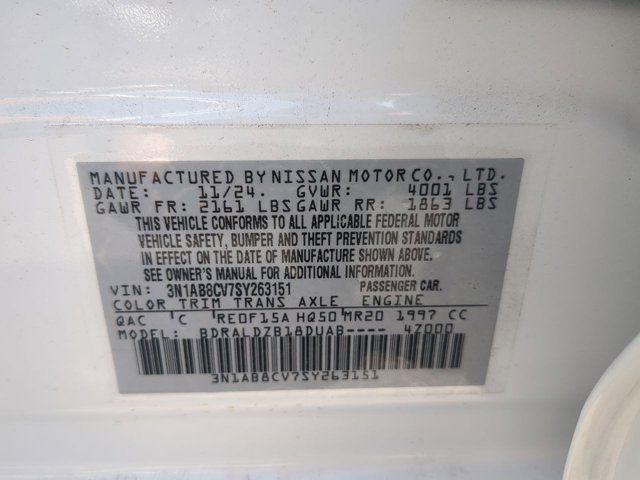 MANUFACTURED BY NISSAN MOTOR CO., LTD.
DATE: 11/24. GVWR: 4001 LBS
GAWR FR: 2161 LBS GAWR RR: 1863 LBS
THIS VEHICLE CONFORMS TO ALL APPLICABLE FEDERAL MOTOR
VEHICLE SAFETY, BUMPER AND THEFT PREVENTION STANDARDS
IN EFFECT ON THE DATE OF MANUFACTURE SHOWN ABOVE.
SEE OWNER'S MANUAL FOR ADDITIONAL INFORMATION.
VIN: 3N1AB8CV7SY263151 PASSENGER CAR.
COLOR TRIM TRANS AXLE ENGINE
QAC C RE0F15A HQ50 MR20 1997 CC
MODEL: BDRALDZB18DUAB---- 4Z000
3N1AB8CV7SY263151